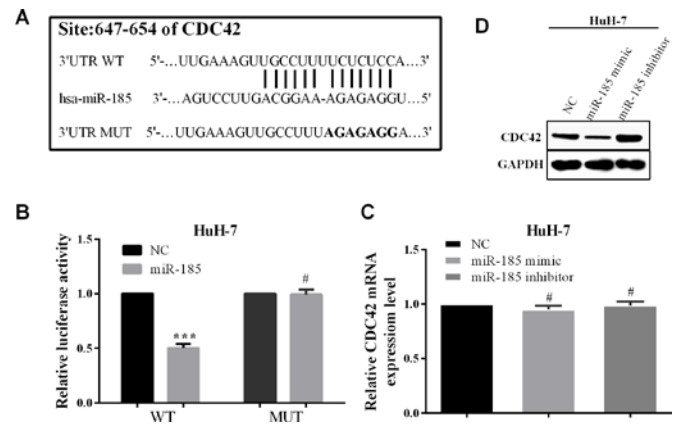 A
Site:647-654 of CDC42
3'UTR WT 5'-...UUGAAAGUUGCCUUUUCUCUCCA...3'
hsa-miR-185 3'-...AGUCCUUGACGGAA-AGAGAGGU...5'
3'UTR MUT 5'-...UUGAAAGUUGCCUUUAGAGAGGA...3'
D
HuH-7
NC
miR-185 mimic
miR-185 inhibitor
CDC42
GAPDH
B
HuH-7
Relative luciferase activity
1.5
1.0
0.5
0.0
NC
miR-185
***
#
WT
MUT
C
HuH-7
Relative CDC42 mRNA
expressiom level
1.5
1.0
0.5
0.0
NC
miR-185 mimic
miR-185 inhibitor
#
#